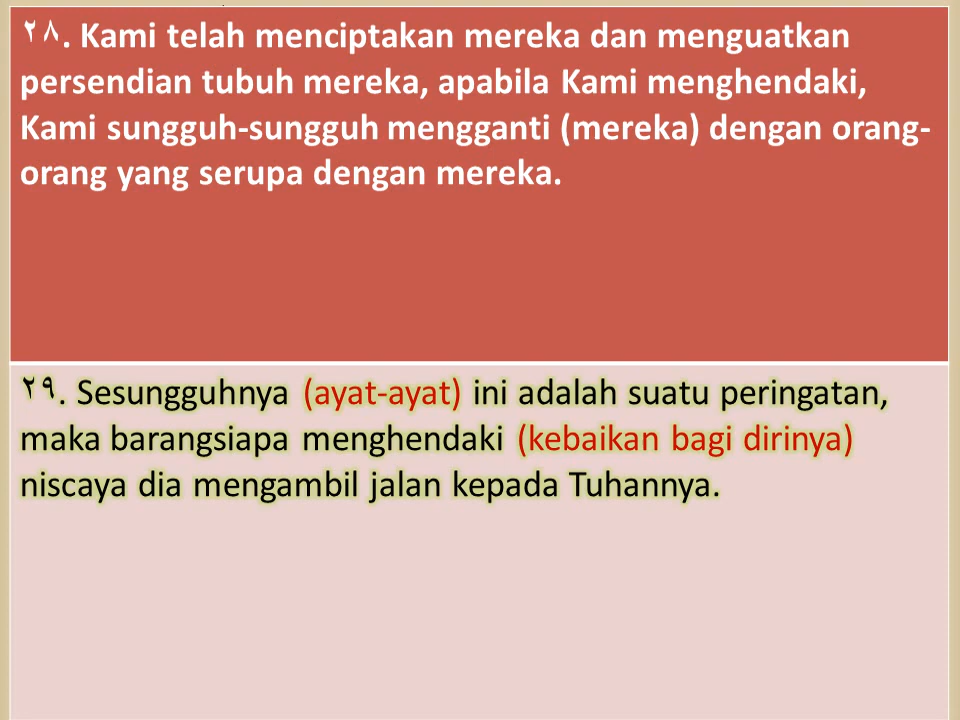 ٢٨. Kami telah menciptakan mereka dan menguatkan
persendian tubuh mereka, apabila Kami menghendaki,
Kami sungguh-sungguh mengganti (mereka) dengan orang-
orang yang serupa dengan mereka.
٢٩. Sesungguhnya (ayat-ayat) ini adalah suatu peringatan,
maka barangsiapa menghendaki (kebaikan bagi dirinya)
niscaya dia mengambil jalan kepada Tuhannya.